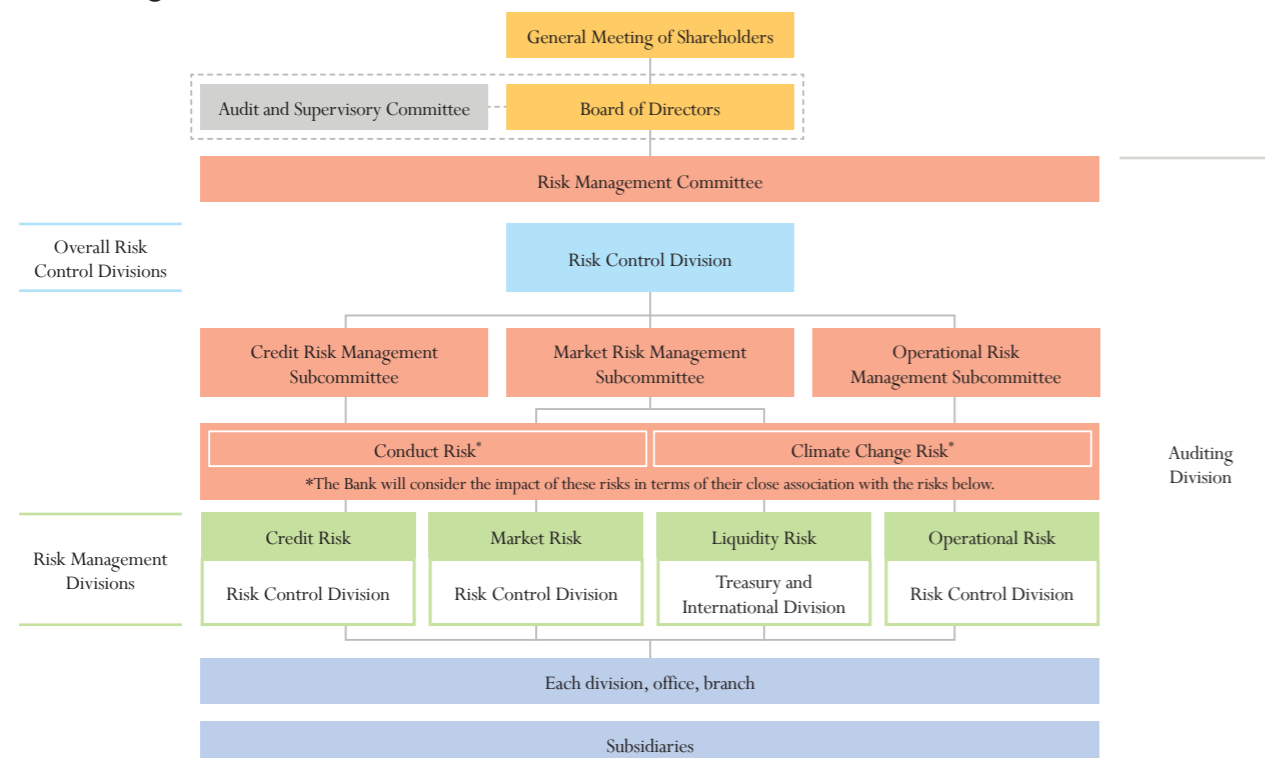 General Meeting of Shareholders
Audit and Supervisory Committee
Board of Directors
Risk Management Committee
Overall Risk
Control Divisions
Risk Control Division
Credit Risk Management
Subcommittee
Market Risk Management
Subcommittee
Operational Risk
Management Subcommittee
Conduct Risk*
Climate Change Risk*
*The Bank will consider the impact of these risks in terms of their close association with the risks below.
Auditing
Division
Risk Management
Divisions
Credit Risk
Risk Control Division
Market Risk
Risk Control Division
Liquidity Risk
Treasury and
International Division
Operational Risk
Risk Control Division
Each division, office, branch
Subsidiaries